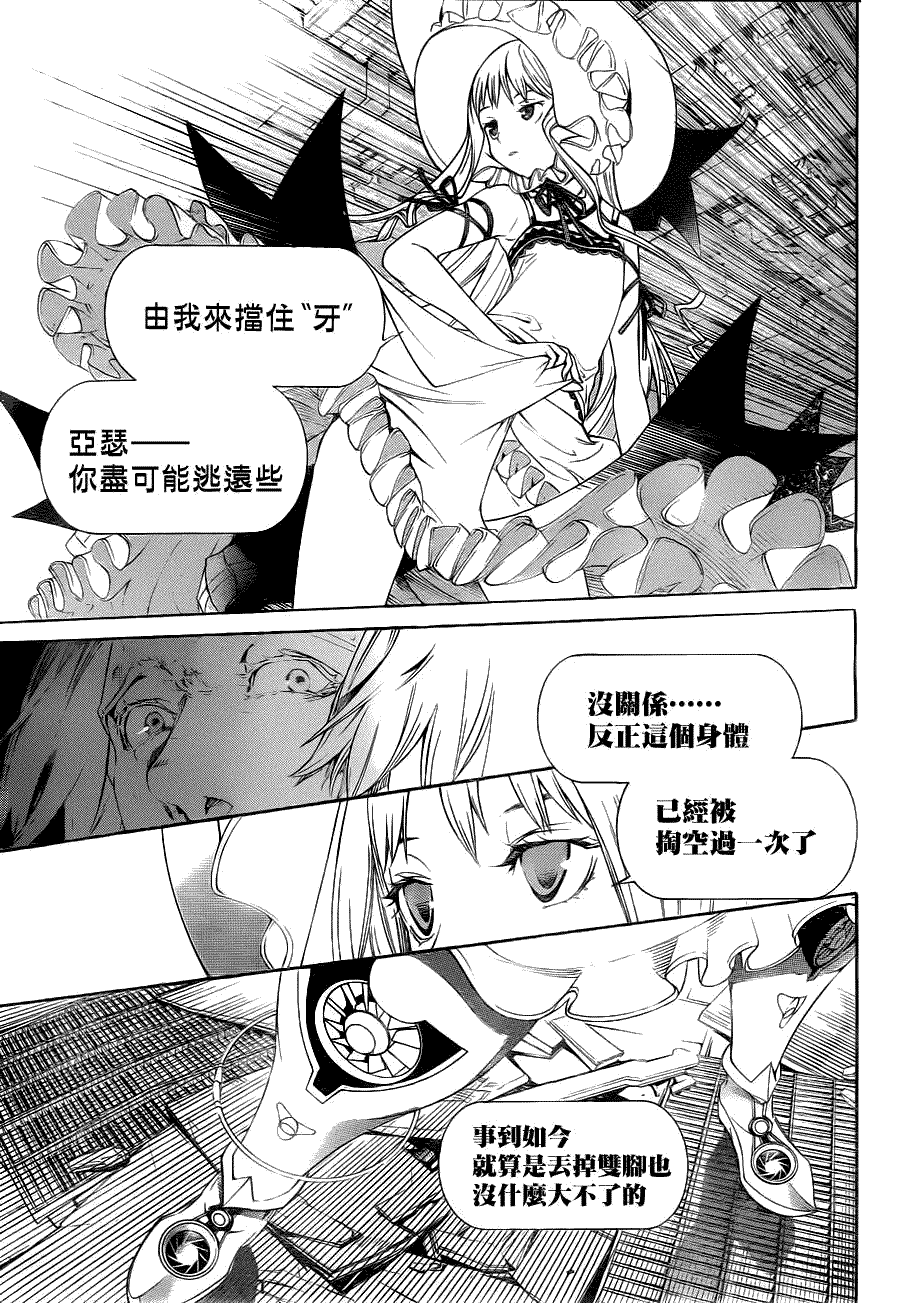 由我來擋住“牙”
亞瑟——
你盡可能逃遠些
沒關係……
反正這個身體
已經被
掏空過一次了
事到如今
就算是丟掉雙腳也
沒什麼大不了的